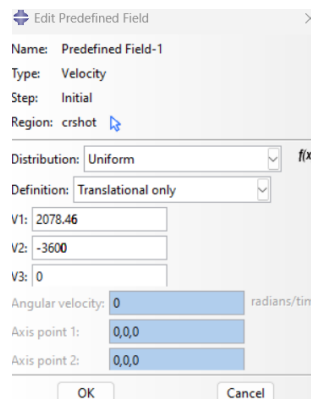 Edit Predefined Field
Name: Predefined Field-1
Type: Velocity
Step: Initial
Region: crshot
Distribution: Uniform f(x
Definition: Translational only
V1: 2078.46
V2: -3600
V3: 0
Angular velocity: 0 radians/tim
Axis point 1: 0,0,0
Axis point 2: 0,0,0
OK Cancel